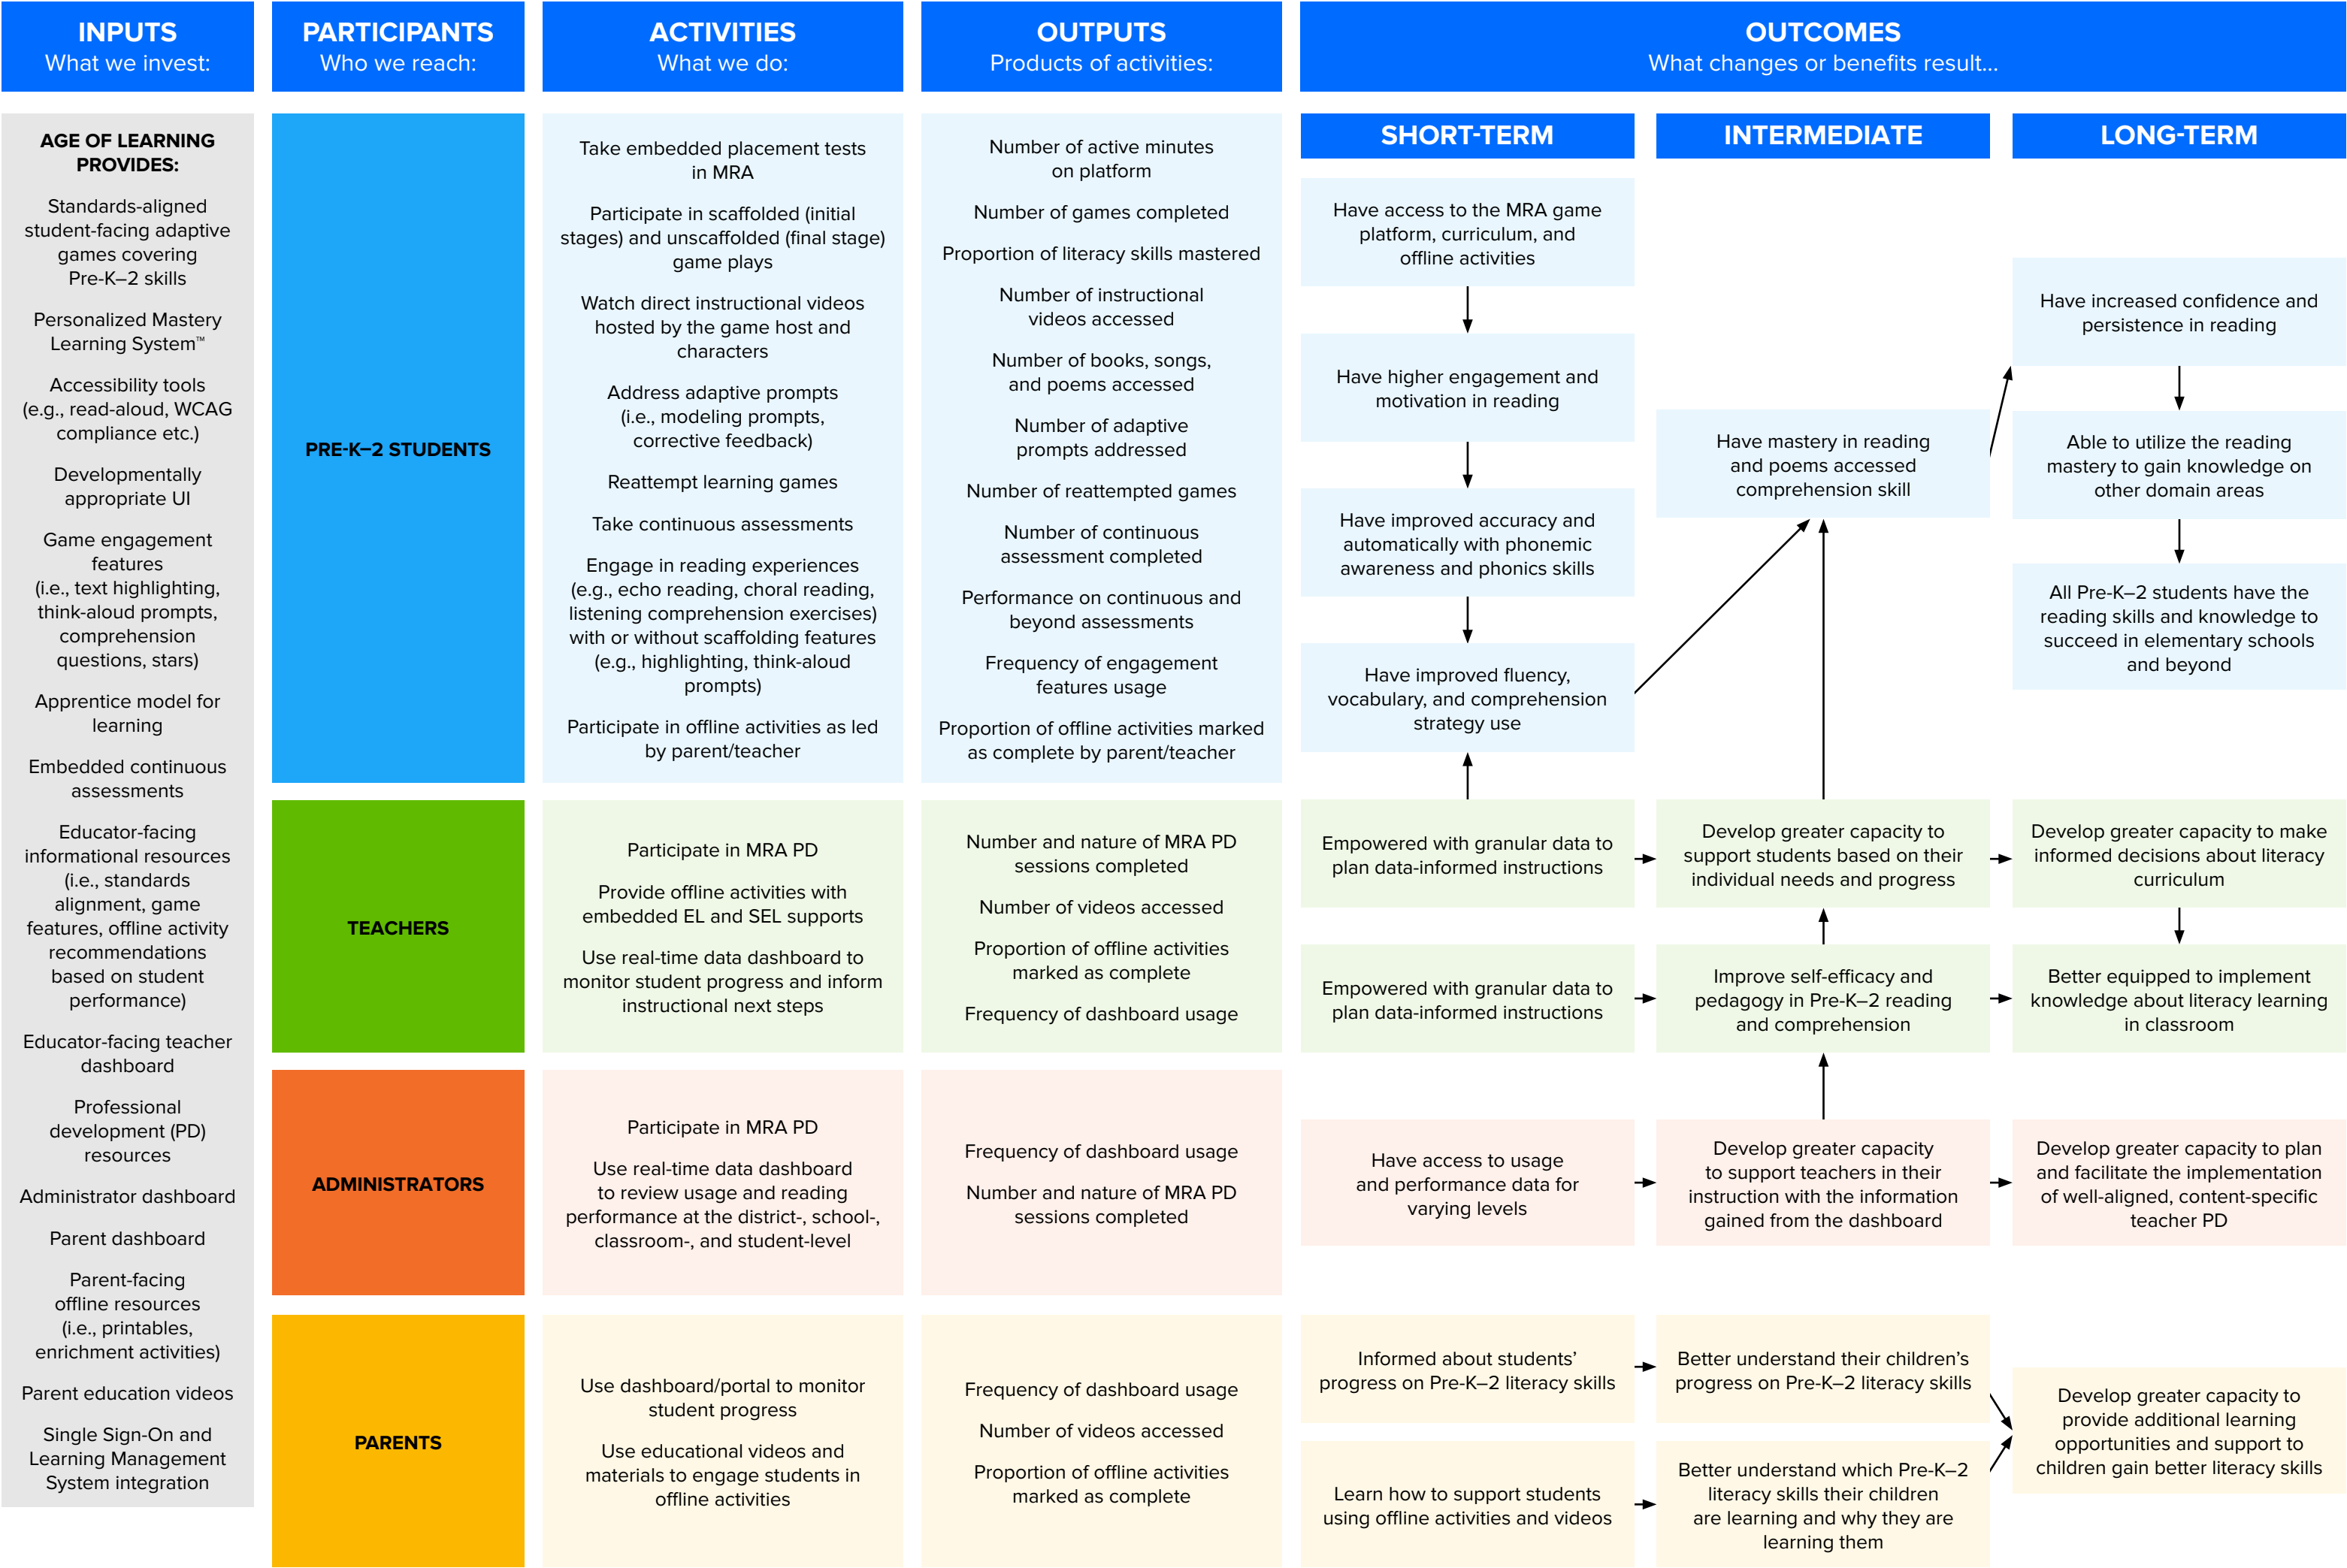 INPUTS
What we invest:
PARTICIPANTS
Who we reach:
ACTIVITIES
What we do:
OUTPUTS
Products of activities:
OUTCOMES
What changes or benefits result...
AGE OF LEARNING
PROVIDES:
Standards-aligned
student-facing adaptive
games covering
Pre-K–2 skills
Personalized Mastery
Learning System™
Accessibility tools
(e.g., read-aloud, WCAG
compliance etc.)
Developmentally
appropriate UI
Game engagement
features
(i.e., text highlighting,
think-aloud prompts,
comprehension
questions, stars)
Apprentice model for
learning
Embedded continuous
assessments
Educator-facing
informational resources
(i.e., standards
alignment, game
features, offline activity
recommendations
based on student
performance)
Educator-facing teacher
dashboard
Professional
development (PD)
resources
Administrator dashboard
Parent dashboard
Parent-facing
offline resources
(i.e., printables,
enrichment activities)
Parent education videos
Single Sign-On and
Learning Management
System integration
PRE-K–2 STUDENTS
Take embedded placement tests
in MRA
Participate in scaffolded (initial
stages) and unscaffolded (final stage)
game plays
Watch direct instructional videos
hosted by the game host and
characters
Address adaptive prompts
(i.e., modeling prompts,
corrective feedback)
Reattempt learning games
Take continuous assessments
Engage in reading experiences
(e.g., echo reading, choral reading,
listening comprehension exercises)
with or without scaffolding features
(e.g., highlighting, think-aloud
prompts)
Participate in offline activities as led
by parent/teacher
Number of active minutes
on platform
Number of games completed
Proportion of literacy skills mastered
Number of instructional
videos accessed
Number of books, songs,
and poems accessed
Number of adaptive
prompts addressed
Number of reattempted games
Number of continuous
assessment completed
Performance on continuous and
beyond assessments
Frequency of engagement
features usage
Proportion of offline activities marked
as complete by parent/teacher
SHORT-TERM
INTERMEDIATE
LONG-TERM
Have access to the MRA game
platform, curriculum, and
offline activities
Have higher engagement and
motivation in reading
Have improved accuracy and
automatically with phonemic
awareness and phonics skills
Have improved fluency,
vocabulary, and comprehension
strategy use
Have mastery in reading
and poems accessed
comprehension skill
Have increased confidence and
persistence in reading
Able to utilize the reading
mastery to gain knowledge on
other domain areas
All Pre-K–2 students have the
reading skills and knowledge to
succeed in elementary schools
and beyond
TEACHERS
Participate in MRA PD
Provide offline activities with
embedded EL and SEL supports
Use real-time data dashboard to
monitor student progress and inform
instructional next steps
Number and nature of MRA PD
sessions completed
Number of videos accessed
Proportion of offline activities
marked as complete
Frequency of dashboard usage
Empowered with granular data to
plan data-informed instructions
Develop greater capacity to
support students based on their
individual needs and progress
Develop greater capacity to make
informed decisions about literacy
curriculum
Empowered with granular data to
plan data-informed instructions
Improve self-efficacy and
pedagogy in Pre-K–2 reading
and comprehension
Better equipped to implement
knowledge about literacy learning
in classroom
ADMINISTRATORS
Participate in MRA PD
Use real-time data dashboard
to review usage and reading
performance at the district-, school-,
classroom-, and student-level
Frequency of dashboard usage
Number and nature of MRA PD
sessions completed
Have access to usage
and performance data for
varying levels
Develop greater capacity
to support teachers in their
instruction with the information
gained from the dashboard
Develop greater capacity to plan
and facilitate the implementation
of well-aligned, content-specific
teacher PD
PARENTS
Use dashboard/portal to monitor
student progress
Use educational videos and
materials to engage students in
offline activities
Frequency of dashboard usage
Number of videos accessed
Proportion of offline activities
marked as complete
Informed about students’
progress on Pre-K–2 literacy skills
Better understand their children’s
progress on Pre-K–2 literacy skills
Learn how to support students
using offline activities and videos
Better understand which Pre-K–2
literacy skills their children
are learning and why they are
learning them
Develop greater capacity to
provide additional learning
opportunities and support to
children gain better literacy skills